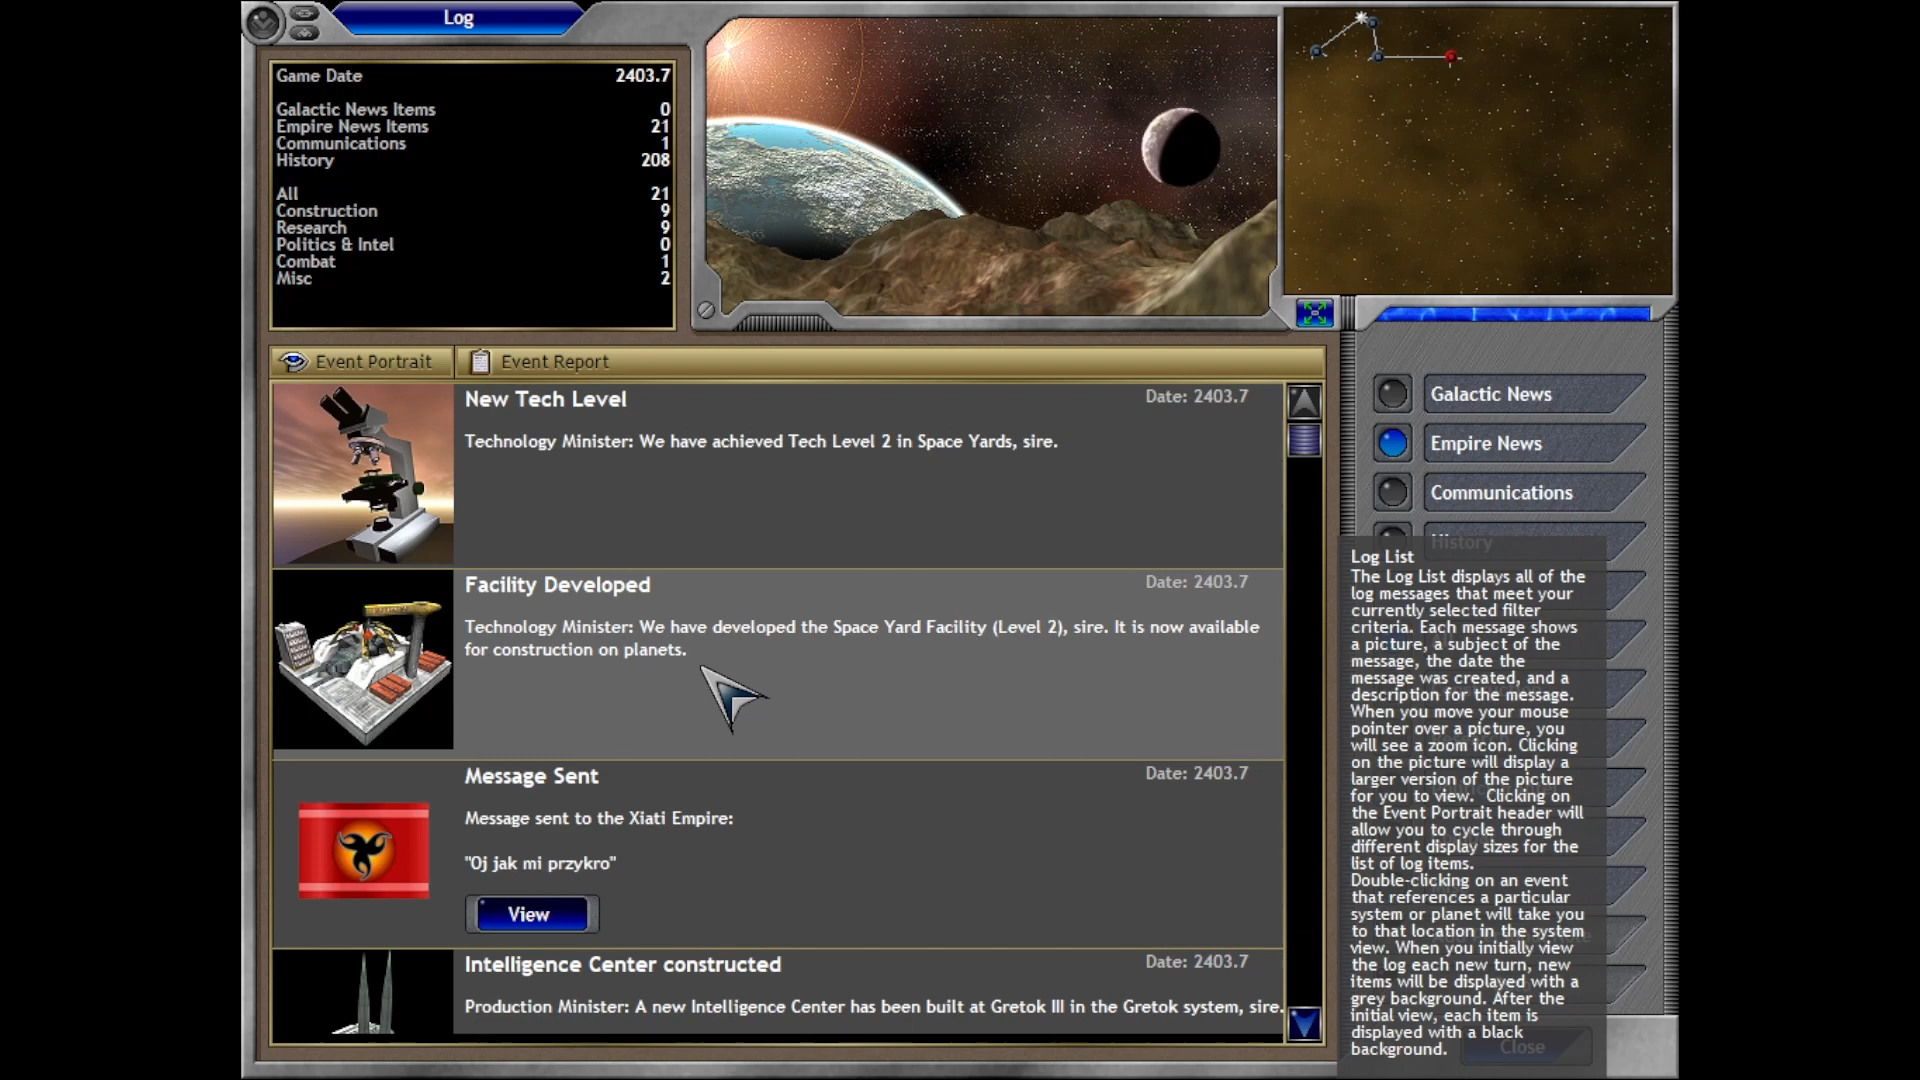 Log
Game Date 2403.7
Galactic News Items 0
Empire News Items 21
Communications 1
History 208
All 21
Construction 9
Research 9
Politics & Intel 0
Combat 1
Misc 2
Event Portrait
Event Report
New Tech Level
Date: 2403.7
Technology Minister: We have achieved Tech Level 2 in Space Yards, sire.
Facility Developed
Date: 2403.7
Technology Minister: We have developed the Space Yard Facility (Level 2), sire. It is now available
for construction on planets.
Message Sent
Date: 2403.7
Message sent to the Xiati Empire:
"Oj jak mi przykro"
View
Intelligence Center constructed
Date: 2403.7
Production Minister: A new Intelligence Center has been built at Gretok III in the Gretok system, sire.
Galactic News
Empire News
Communications
History
Log List
The Log List displays all of the
log messages that meet your
currently selected filter
criteria. Each message shows
a picture, a subject of the
message, the date the
message was created, and a
description for the message.
When you move your mouse
pointer over a picture, you
will see a zoom icon. Clicking
on the picture will display a
larger version of the picture
for you to view.  Clicking on
the Event Portrait header will
allow you to cycle through
different display sizes for the
list of log items.
Double-clicking on an event
that references a particular
system or planet will take you
to that location in the system
view. When you initially view
the log each new turn, new
items will be displayed with a
grey background. After the
initial view, each item is
displayed with a black
background.
Close